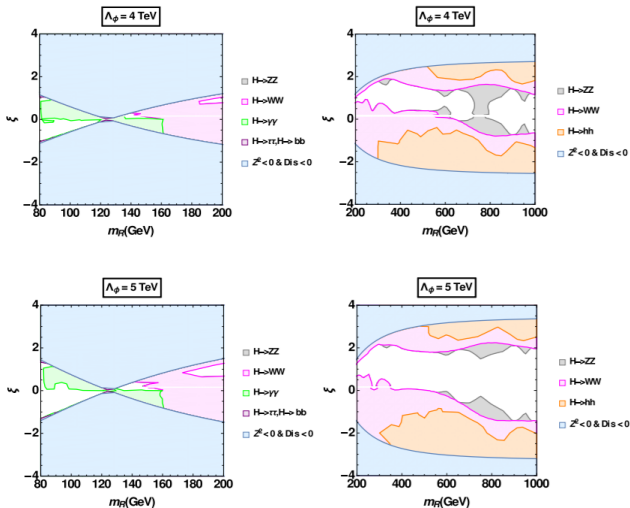 Λϕ = 4 TeV
4
2
0
−2
−4
ξ
80 100 120 140 160 180 200
mR(GeV)
H−>ZZ
H−>WW
H−>γγ
H−>ττ,H−> bb
Z²<0 & Dis<0
Λϕ = 4 TeV
4
2
0
−2
−4
ξ
200 400 600 800 1000
mR(GeV)
H−>ZZ
H−>WW
H−>hh
Z²<0 & Dis<0
Λϕ = 5 TeV
4
2
0
−2
−4
ξ
80 100 120 140 160 180 200
mR(GeV)
H−>ZZ
H−>WW
H−>γγ
H−>ττ,H−> bb
Z²<0 & Dis<0
Λϕ = 5 TeV
4
2
0
−2
−4
ξ
200 400 600 800 1000
mR(GeV)
H−>ZZ
H−>WW
H−>hh
Z²<0 & Dis<0